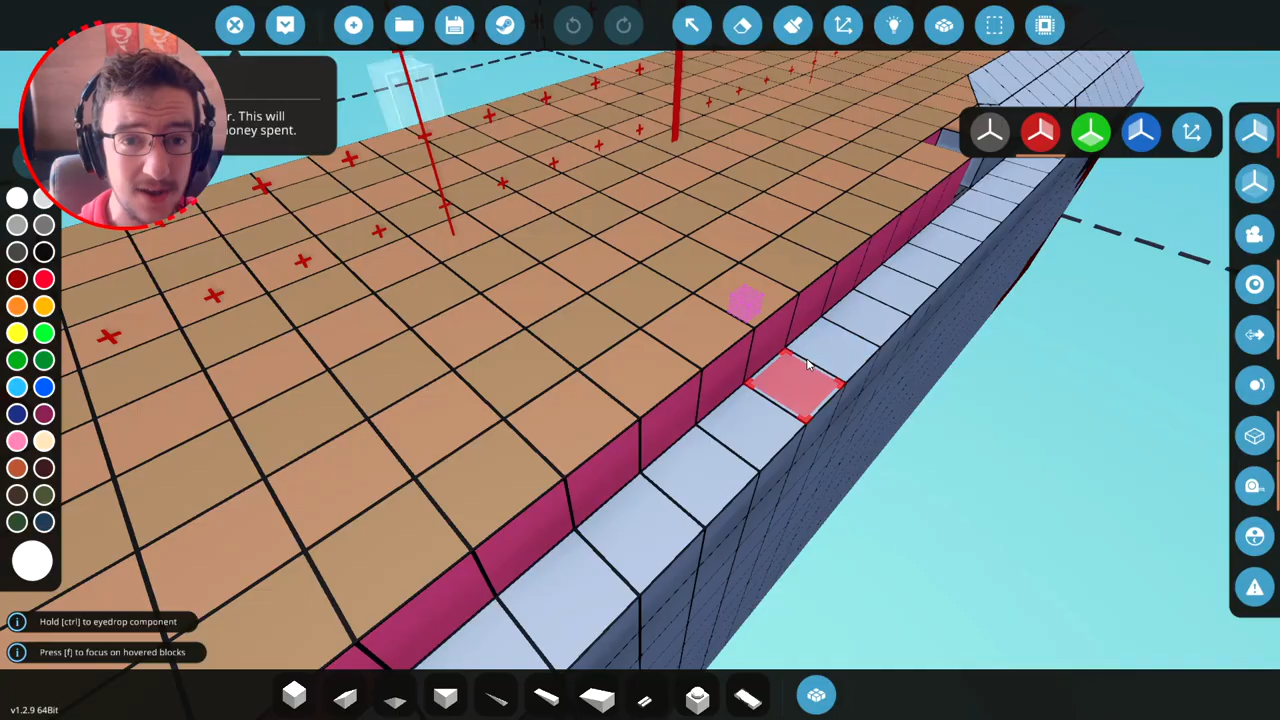 r. This will
oney spent.
Hold [ctrl] to eyedrop component
Press [f] to focus on hovered blocks
v1.2.9 64Bit